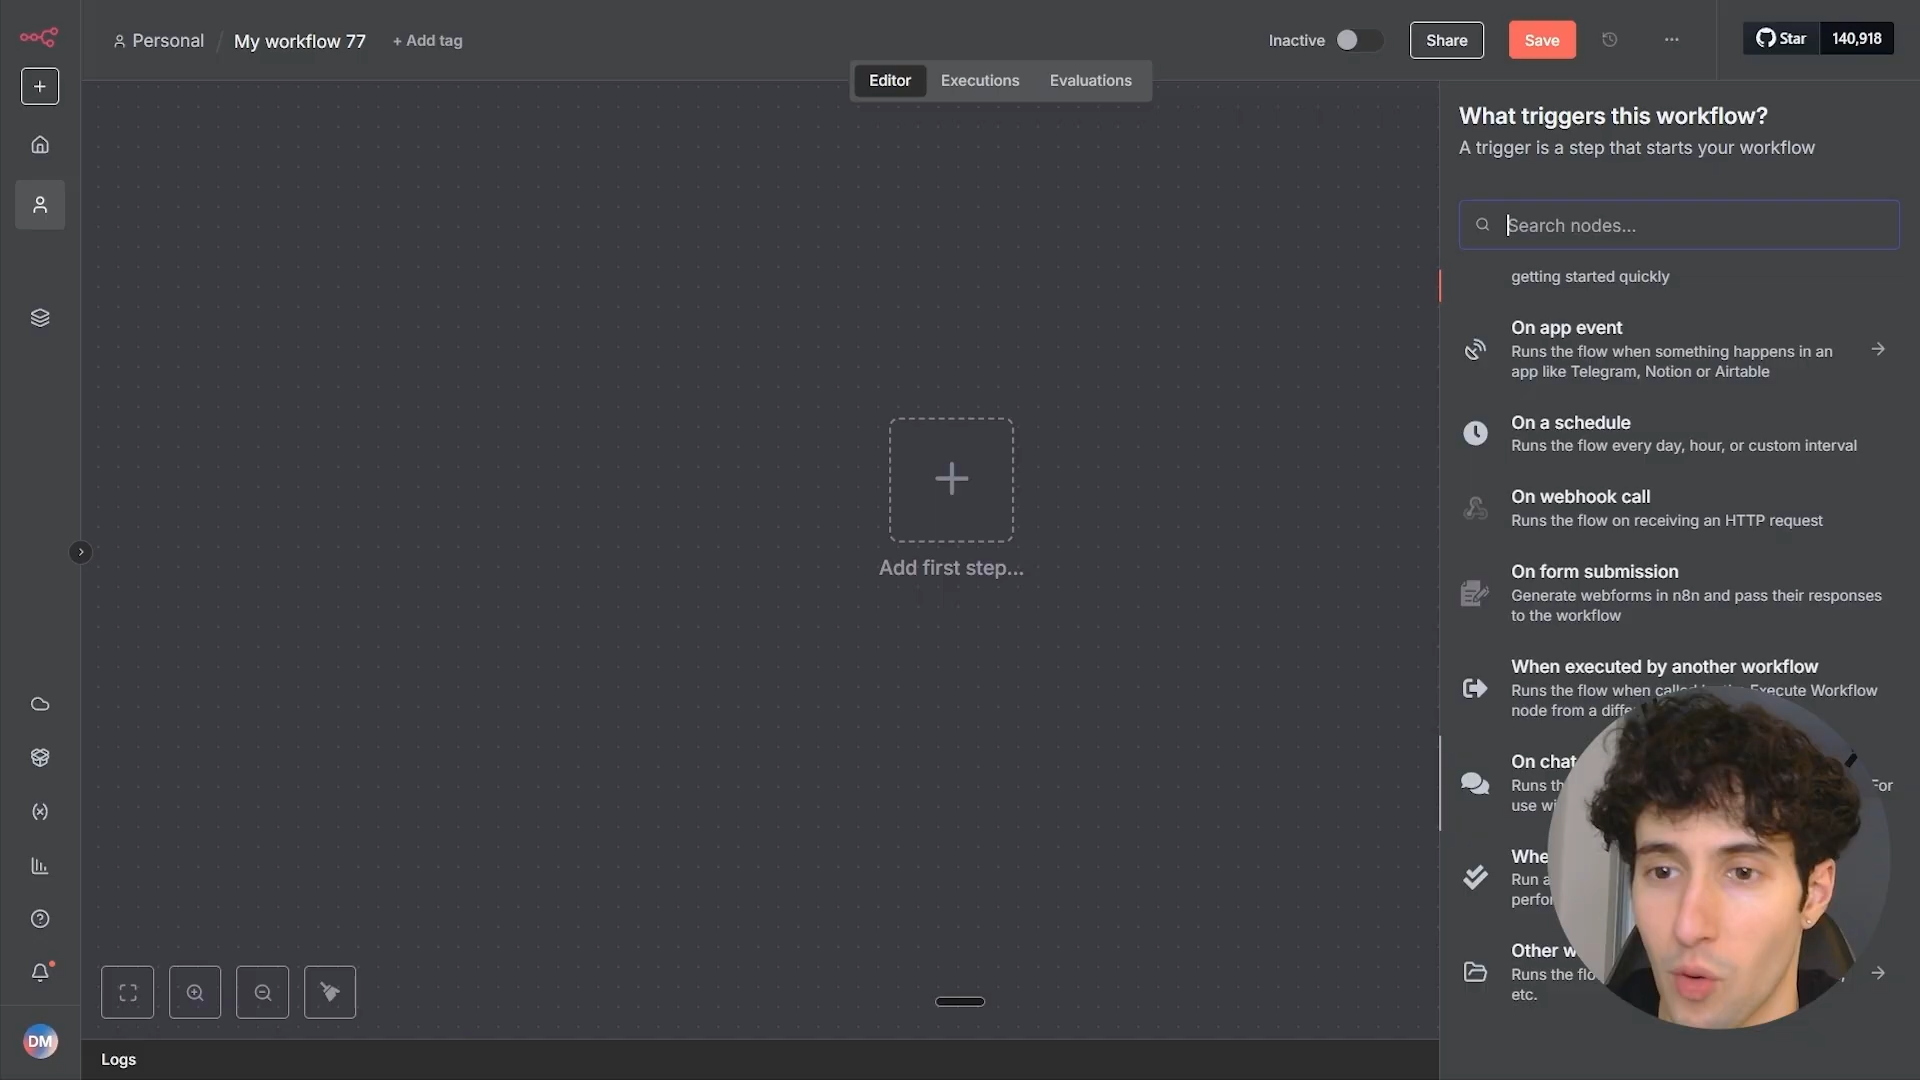 Personal / My workflow 77 + Add tag
Inactive
Share
Save
Star 140,918
Editor Executions Evaluations
What triggers this workflow?
A trigger is a step that starts your workflow
Search nodes...
getting started quickly
On app event
Runs the flow when something happens in an
app like Telegram, Notion or Airtable
On a schedule
Runs the flow every day, hour, or custom interval
On webhook call
Runs the flow on receiving an HTTP request
On form submission
Generate webforms in n8n and pass their responses
to the workflow
When executed by another workflow
Runs the flow when Execute Workflow
node from a
On chat
Runs For
use
Run
Other
Runs the
etc.
Add first step...
DM
Logs